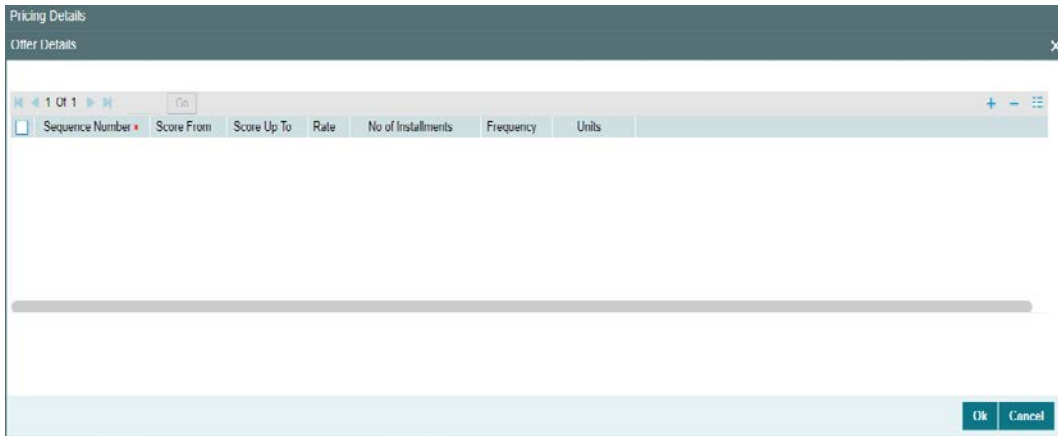 Pricing Details
Offer Details
1 Of 1 Go
Sequence Number Score From Score Up To Rate No of Installments Frequency Units
Ok Cancel